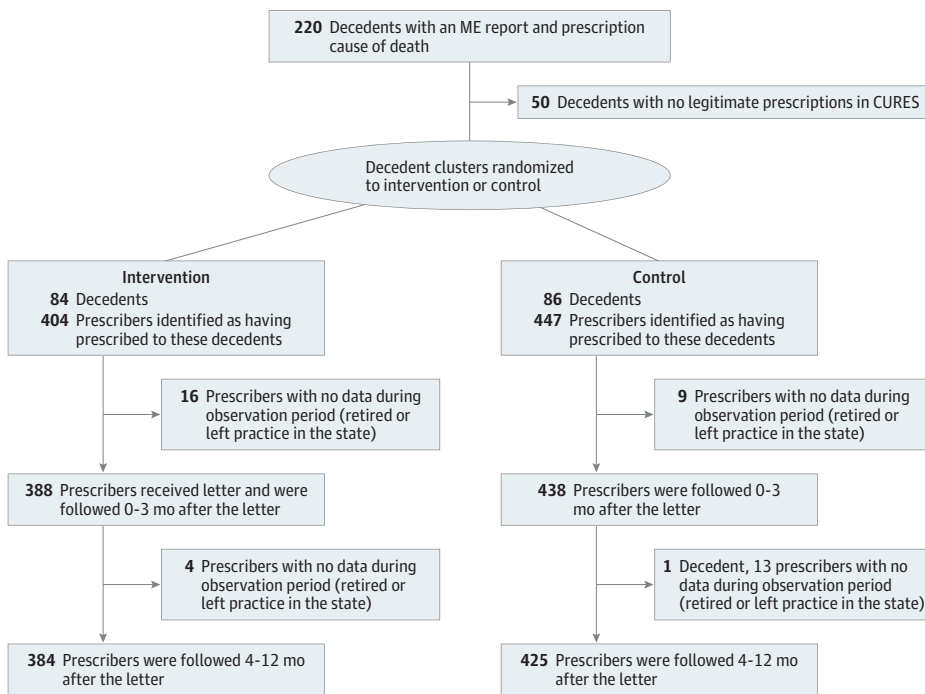 220 Decedents with an ME report and prescription
cause of death
50 Decedents with no legitimate prescriptions in CURES
Decedent clusters randomized
to intervention or control
Intervention
84 Decedents
404 Prescribers identified as having
prescribed to these decedents
Control
86 Decedents
447 Prescribers identified as having
prescribed to these decedents
16 Prescribers with no data during
observation period (retired or
left practice in the state)
9 Prescribers with no data during
observation period (retired or
left practice in the state)
388 Prescribers received letter and were
followed 0-3 mo after the letter
438 Prescribers were followed 0-3
mo after the letter
4 Prescribers with no data during
observation period (retired or
left practice in the state)
1 Decedent, 13 prescribers with no
data during observation period
(retired or left practice in the state)
384 Prescribers were followed 4-12 mo
after the letter
425 Prescribers were followed 4-12 mo
after the letter